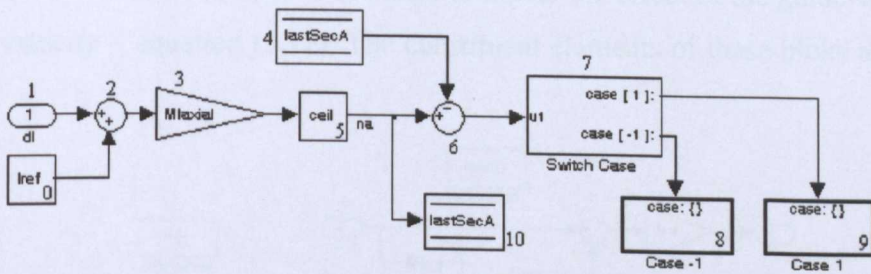 4
lastSecA
1
1
dl
2
3
Mlaxial
ceil
5
na
6
7
u1
case [ 1 ]:
case [ -1 ]:
Switch Case
Iref
0
lastSecA
10
case: {}
8
Case -1
case: {}
9
Case 1